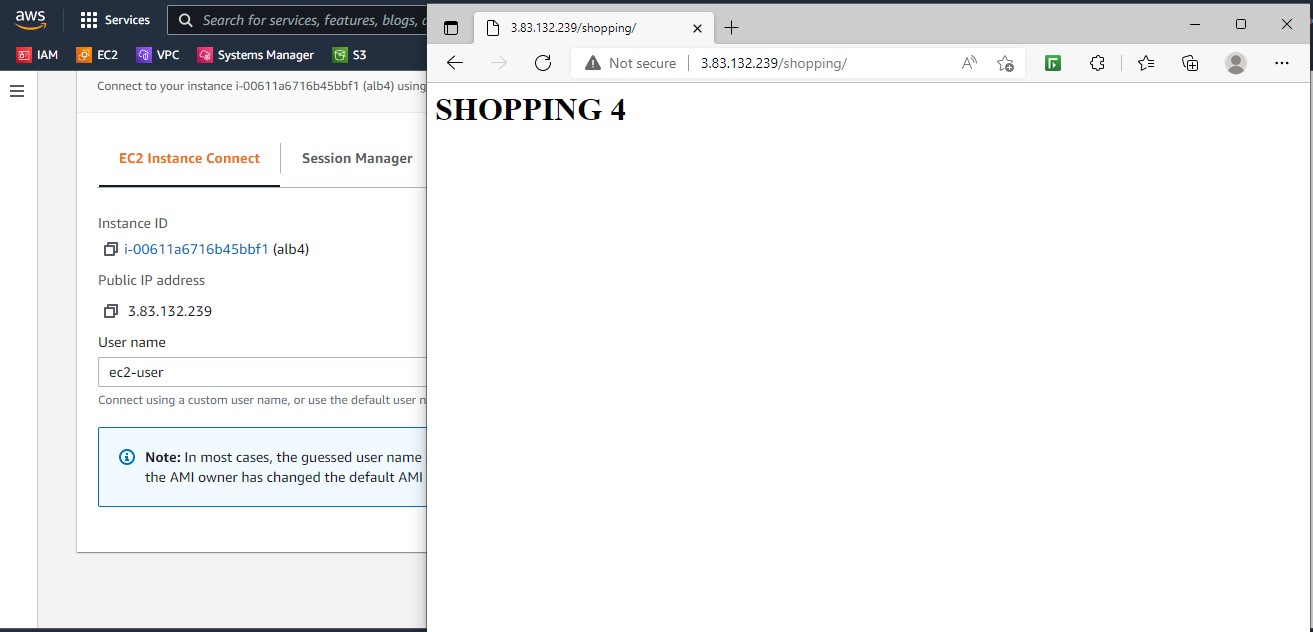 aws
Services
Search for services, features, blogs,
IAM
EC2
VPC
Systems Manager
S3
Connect to your instance i-00611a6716b45bbf1 (alb4) using
EC2 Instance Connect
Session Manager
Instance ID
i-00611a6716b45bbf1 (alb4)
Public IP address
3.83.132.239
User name
ec2-user
Connect using a custom user name, or use the default user
Note: In most cases, the guessed user name
the AMI owner has changed the default AMI
3.83.132.239/shopping/
Not secure
3.83.132.239/shopping/
SHOPPING 4